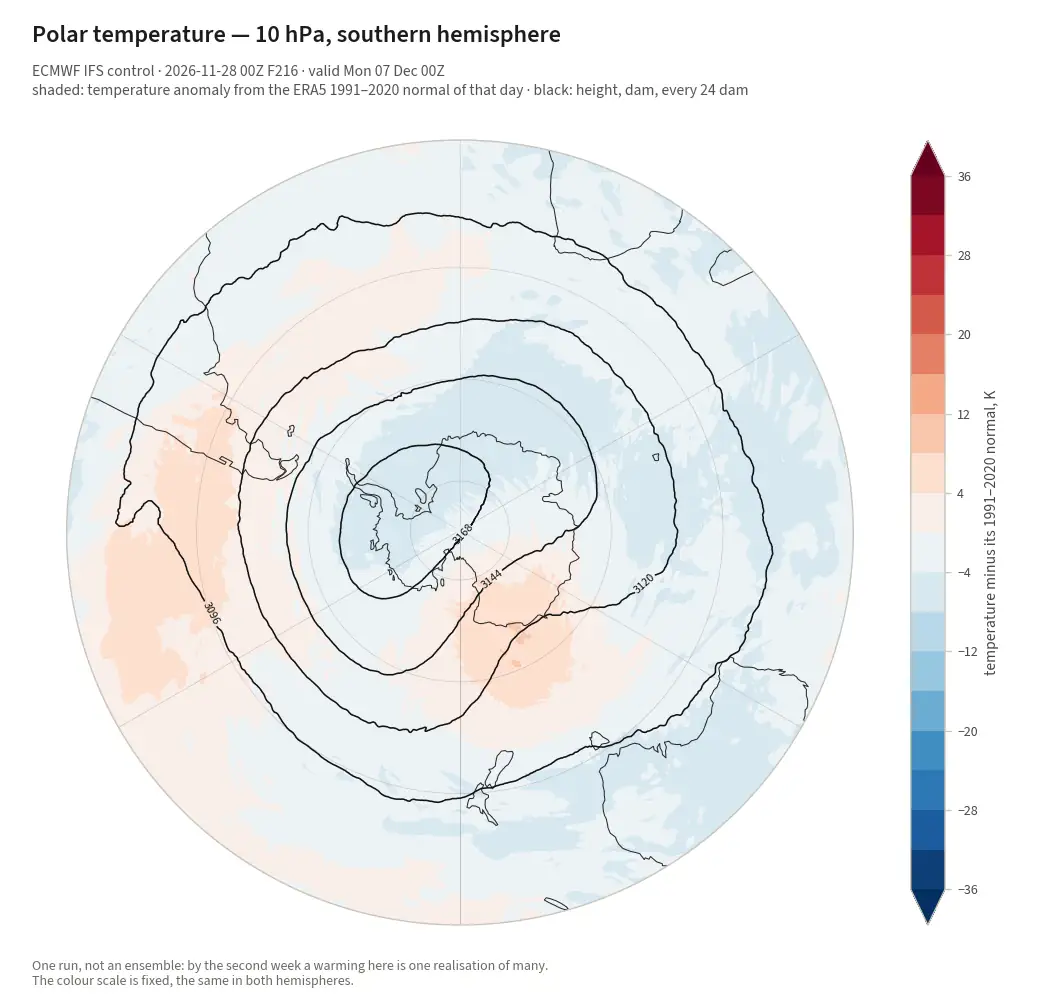 Polar temperature — 10 hPa, southern hemisphere
ECMWF IFS control · 2026-11-28 00Z F216 · valid Mon 07 Dec 00Z
shaded: temperature anomaly from the ERA5 1991–2020 normal of that day · black: height, dam, every 24 dam
36
28
20
12
4
−4
−12
−20
−28
−36
temperature minus its 1991–2020 normal, K
3168
3144
3120
3096
One run, not an ensemble: by the second week a warming here is one realisation of many.
The colour scale is fixed, the same in both hemispheres.